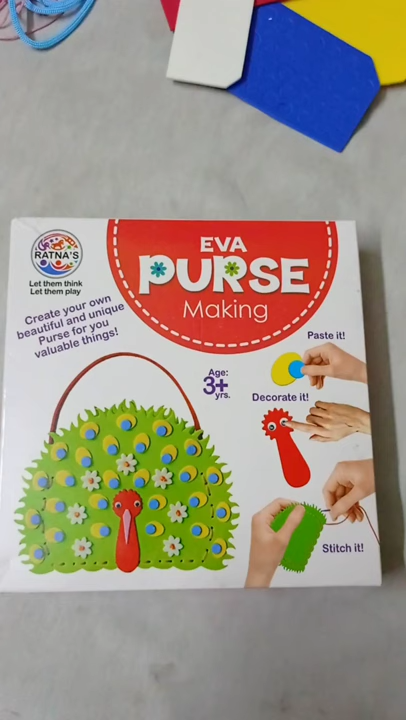 RATNA'S
Let them think
Let them play
EVA
PURSE
Making
Create your own
beautiful and unique
Purse for you
valuable things!
Paste it!
Age:
3+
yrs.
Decorate it!
Stitch it!